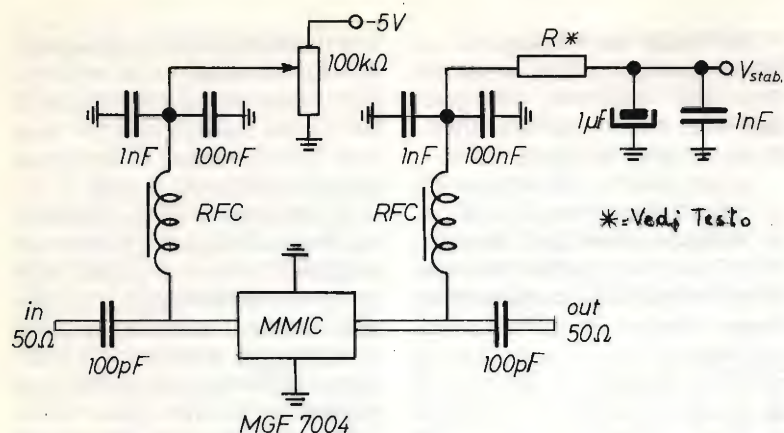 -5V
100kΩ
1nF
100nF
RFC
R *
Vstab.
1nF
100nF
1µF
1nF
RFC
*=Vedi Testo
in
50Ω
100pF
MMIC
out
50Ω
100pF
MGF 7004